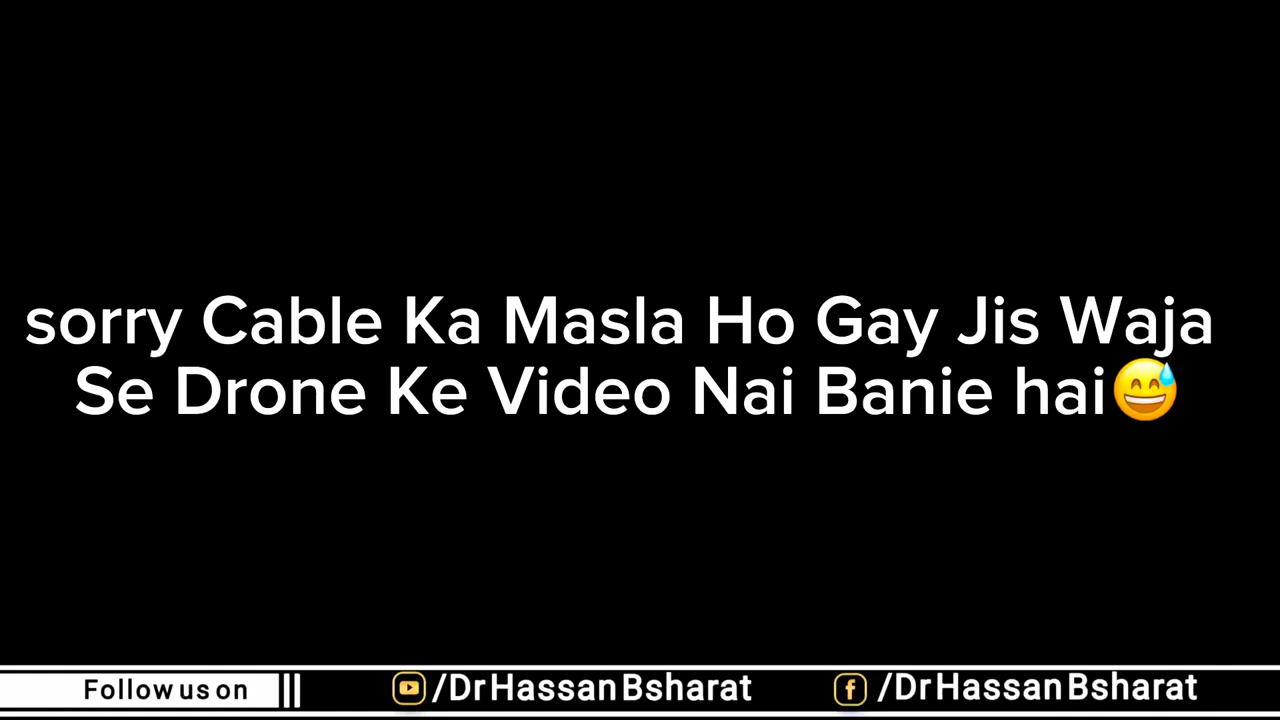 sorry Cable Ka Masla Ho Gay Jis Waja
Se Drone Ke Video Nai Banie hai😅
Follow us on /DrHassanBsharat /DrHassanBsharat